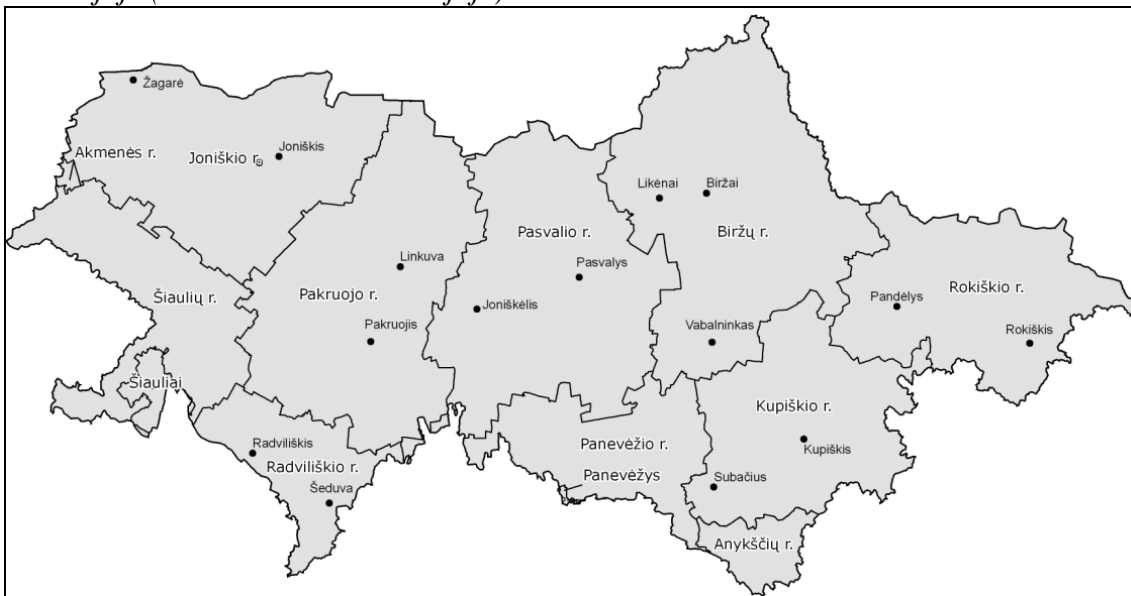 Žagarė
Akmenės r.
Joniškio r.
Joniškis
Likėnai
Biržai
Pasvalio r.
Biržų r.
Linkuva
Pasvalys
Šiaulių r.
Pakruojo r.
Joniškėlis
Pandėlys
Rokiškio r.
Pakruojis
Vabalninkas
Rokiškis
Šiauliai
Kupiškio r.
Radviliškis
Radviliškio r.
Panevėžio r.
Kupiškis
Panevėžys
Šeduva
Subačius
Anykščių r.